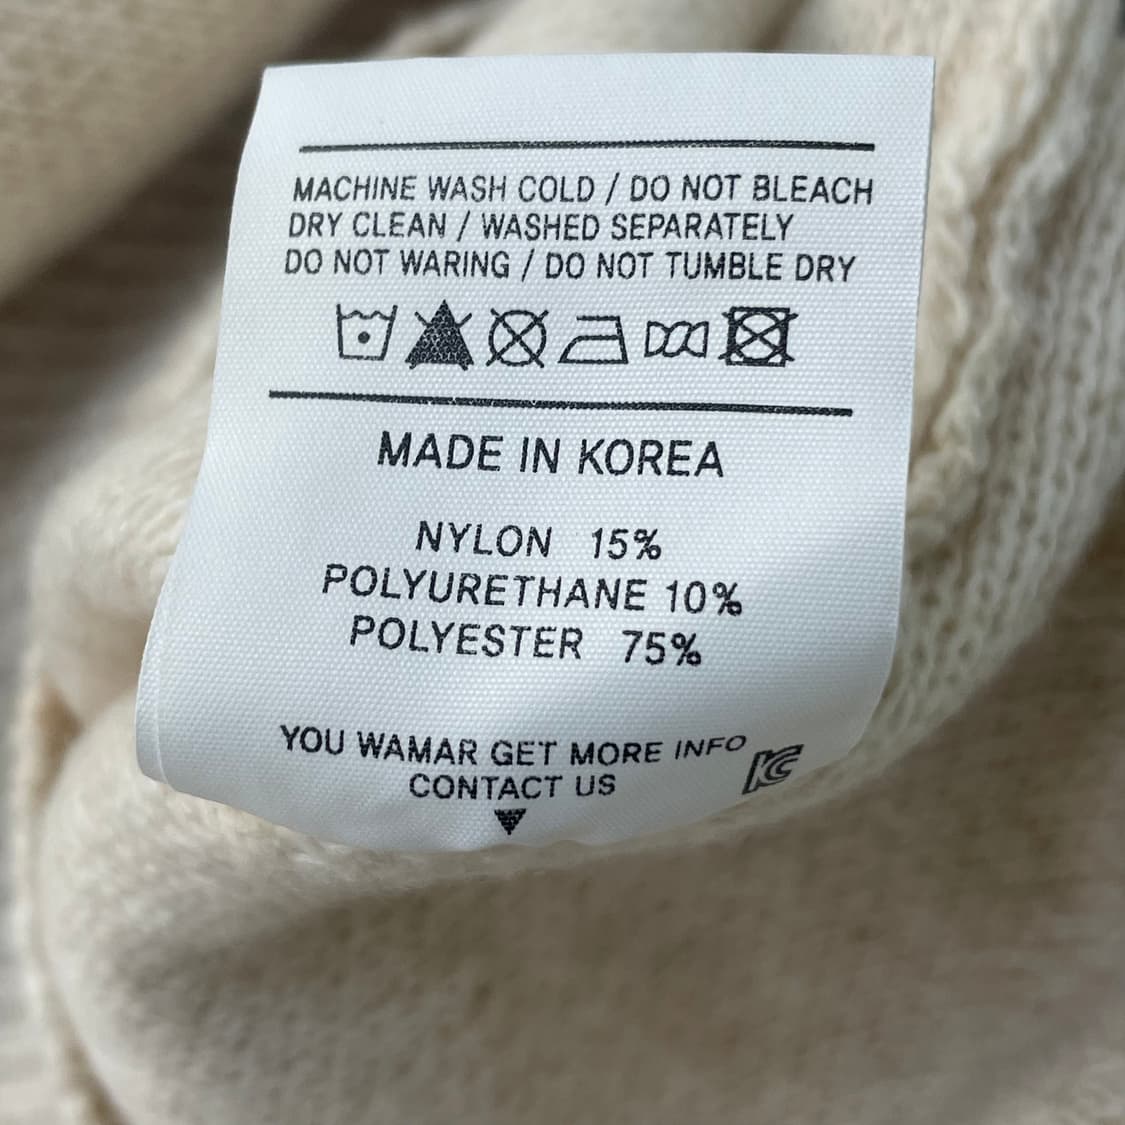 MACHINE WASH COLD / DO NOT BLEACH
DRY CLEAN / WASHED SEPARATELY
DO NOT WARING / DO NOT TUMBLE DRY
MADE IN KOREA
NYLON 15%
POLYURETHANE 10%
POLYESTER 75%
YOU WAMAR GET MORE INFO
CONTACT US
KC